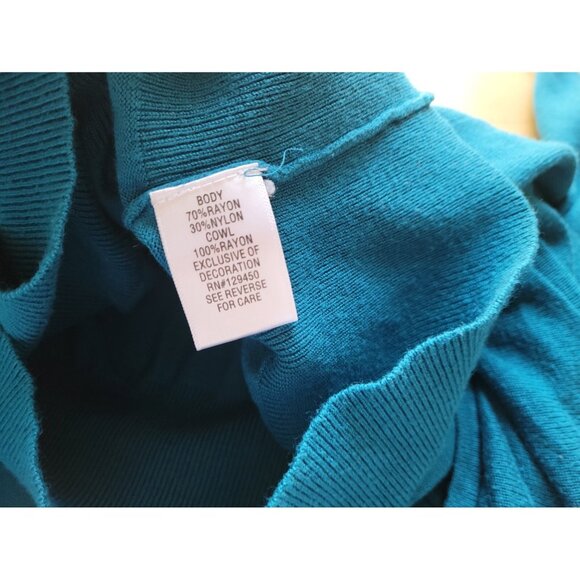 BODY
70%RAYON
30%NYLON
COWL
100%RAYON
EXCLUSIVE OF
DECORATION
RN#129450
SEE REVERSE
FOR CARE